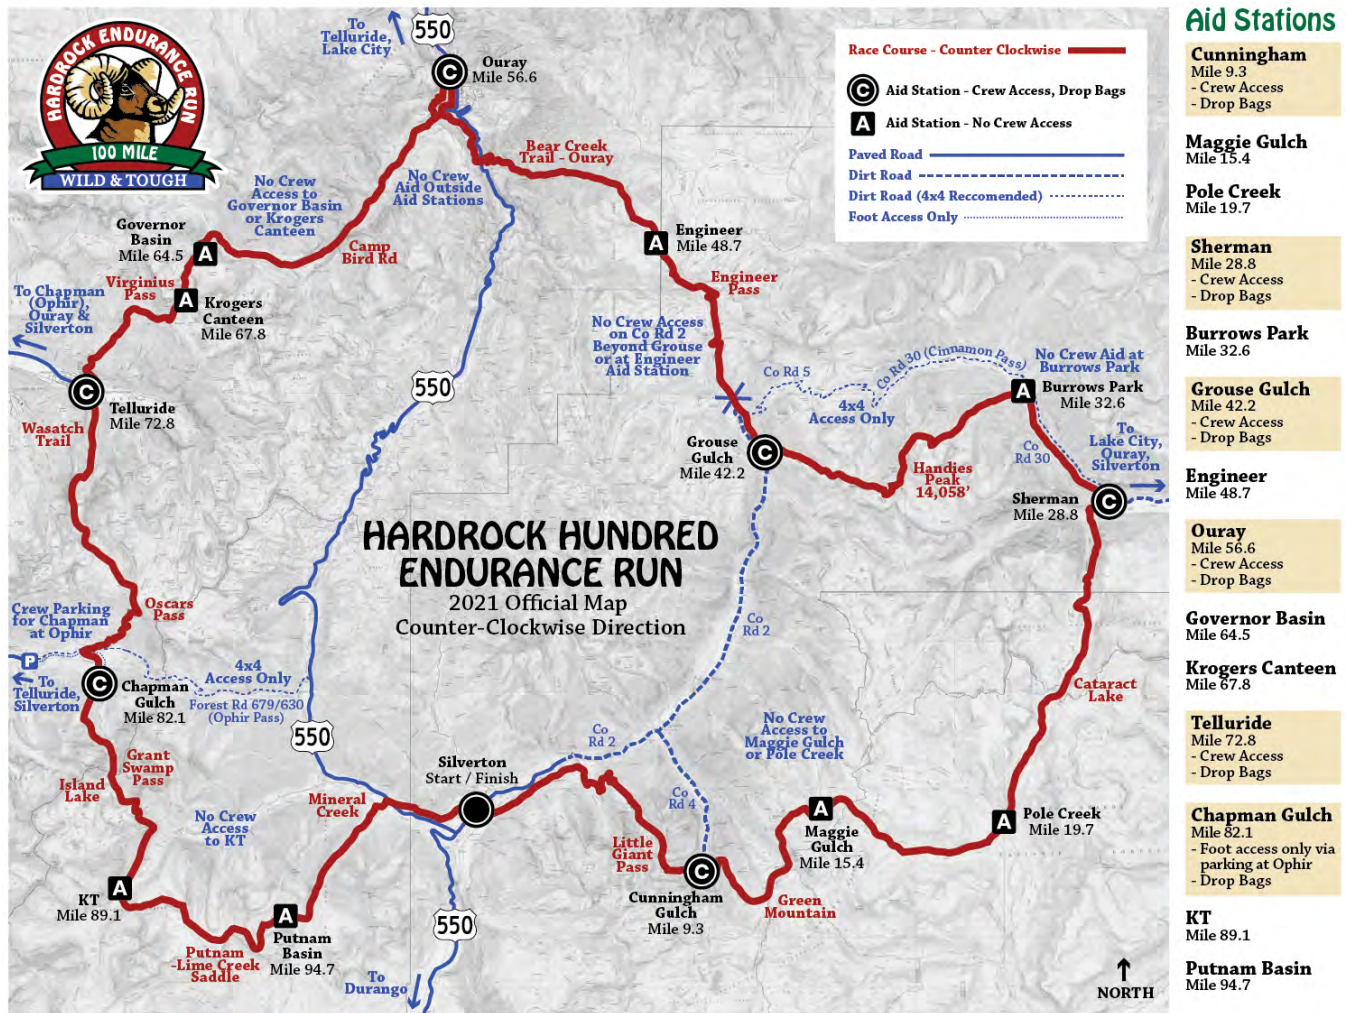 HARDROCK ENDURANCE RUN
100 MILE
WILD & TOUGH
To
Telluride,
Lake City
550
Ouray
Mile 56.6
Race Course - Counter Clockwise
Aid Station - Crew Access, Drop Bags
Aid Station - No Crew Access
Paved Road
Dirt Road
Dirt Road (4x4 Reccomended)
Foot Access Only
C
A
Bear Creek
Trail - Ouray
No Crew
Aid Outside
Aid Stations
No Crew
Access to
Governor Basin
or Krogers
Canteen
Governor
Basin
Mile 64.5
A
Camp
Bird Rd
Engineer
Mile 48.7
A
Engineer
Pass
Virginius
Pass
To Chapman
(Ophir),
Ouray &
Silverton
A
Krogers
Canteen
Mile 67.8
No Crew Access
on Co Rd 2
Beyond Grouse
or at Engineer
Aid Station
Co Rd 5
Co Rd 30 (Cinnamon Pass)
No Crew Aid at
Burrows Park
A
Burrows Park
Mile 32.6
4x4
Access Only
550
C
Telluride
Mile 72.8
Wasatch
Trail
Grouse
Gulch
Mile 42.2
C
Handies
Peak
14,058'
Co
Rd 30
To
Lake City,
Ouray,
Silverton
Sherman
Mile 28.8
C
HARDROCK HUNDRED
ENDURANCE RUN
2021 Official Map
Counter-Clockwise Direction
Oscars
Pass
Crew Parking
for Chapman
at Ophir
P
To
Telluride,
Silverton
C
Chapman
Gulch
Mile 82.1
4x4
Access Only
Forest Rd 679/630
(Ophir Pass)
Co
Rd 2
Cataract
Lake
550
Grant
Swamp
Pass
Island
Lake
No Crew
Access to
Maggie Gulch
or Pole Creek
Co
Rd 2
Silverton
Start / Finish
Mineral
Creek
Co
Rd 4
No Crew
Access
to KT
Little
Giant
Pass
A
Maggie
Gulch
Mile 15.4
A
Pole Creek
Mile 19.7
A
KT
Mile 89.1
C
Cunningham
Gulch
Mile 9.3
Green
Mountain
A
Putnam
Basin
Mile 94.7
Putnam
-Lime Creek
Saddle
550
To
Durango
NORTH
Aid Stations
Cunningham
Mile 9.3
- Crew Access
- Drop Bags
Maggie Gulch
Mile 15.4
Pole Creek
Mile 19.7
Sherman
Mile 28.8
- Crew Access
- Drop Bags
Burrows Park
Mile 32.6
Grouse Gulch
Mile 42.2
- Crew Access
- Drop Bags
Engineer
Mile 48.7
Ouray
Mile 56.6
- Crew Access
- Drop Bags
Governor Basin
Mile 64.5
Krogers Canteen
Mile 67.8
Telluride
Mile 72.8
- Crew Access
- Drop Bags
Chapman Gulch
Mile 82.1
- Foot access only via
parking at Ophir
- Drop Bags
KT
Mile 89.1
Putnam Basin
Mile 94.7